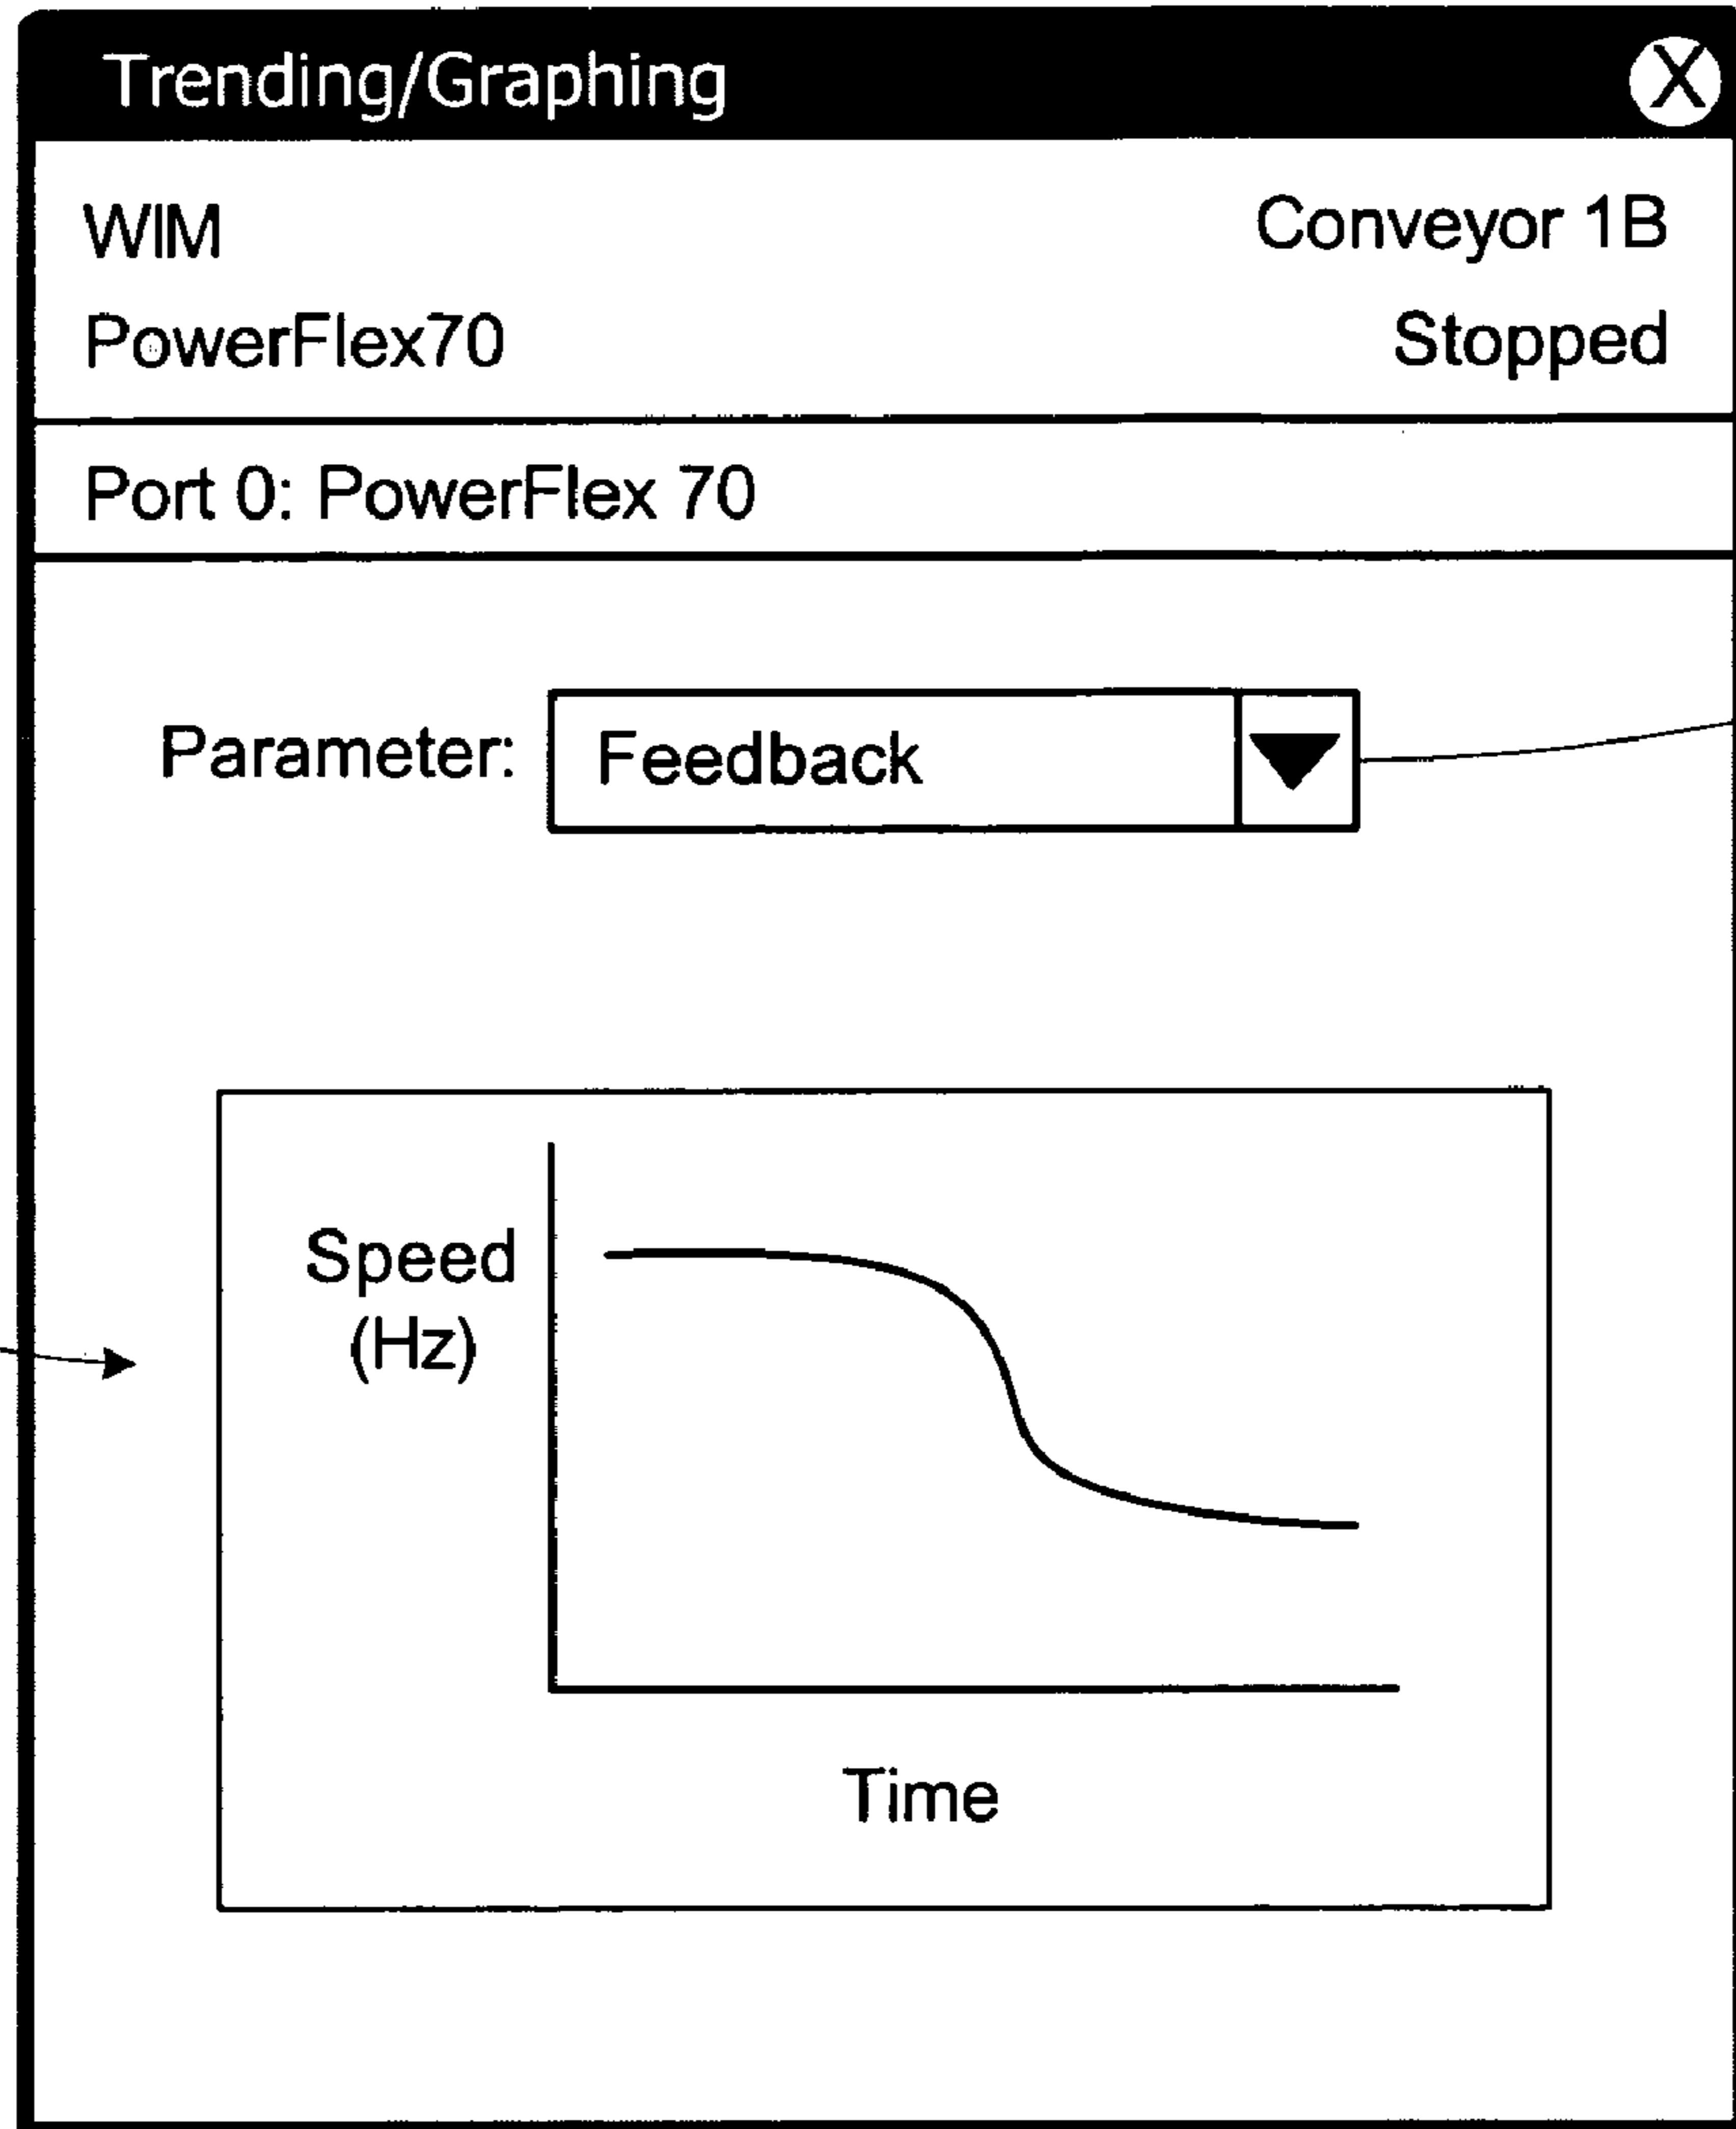 Trending/Graphing X
WIM Conveyor 1B
PowerFlex70 Stopped
Port 0: PowerFlex 70
Parameter: Feedback
Speed
(Hz)
Time